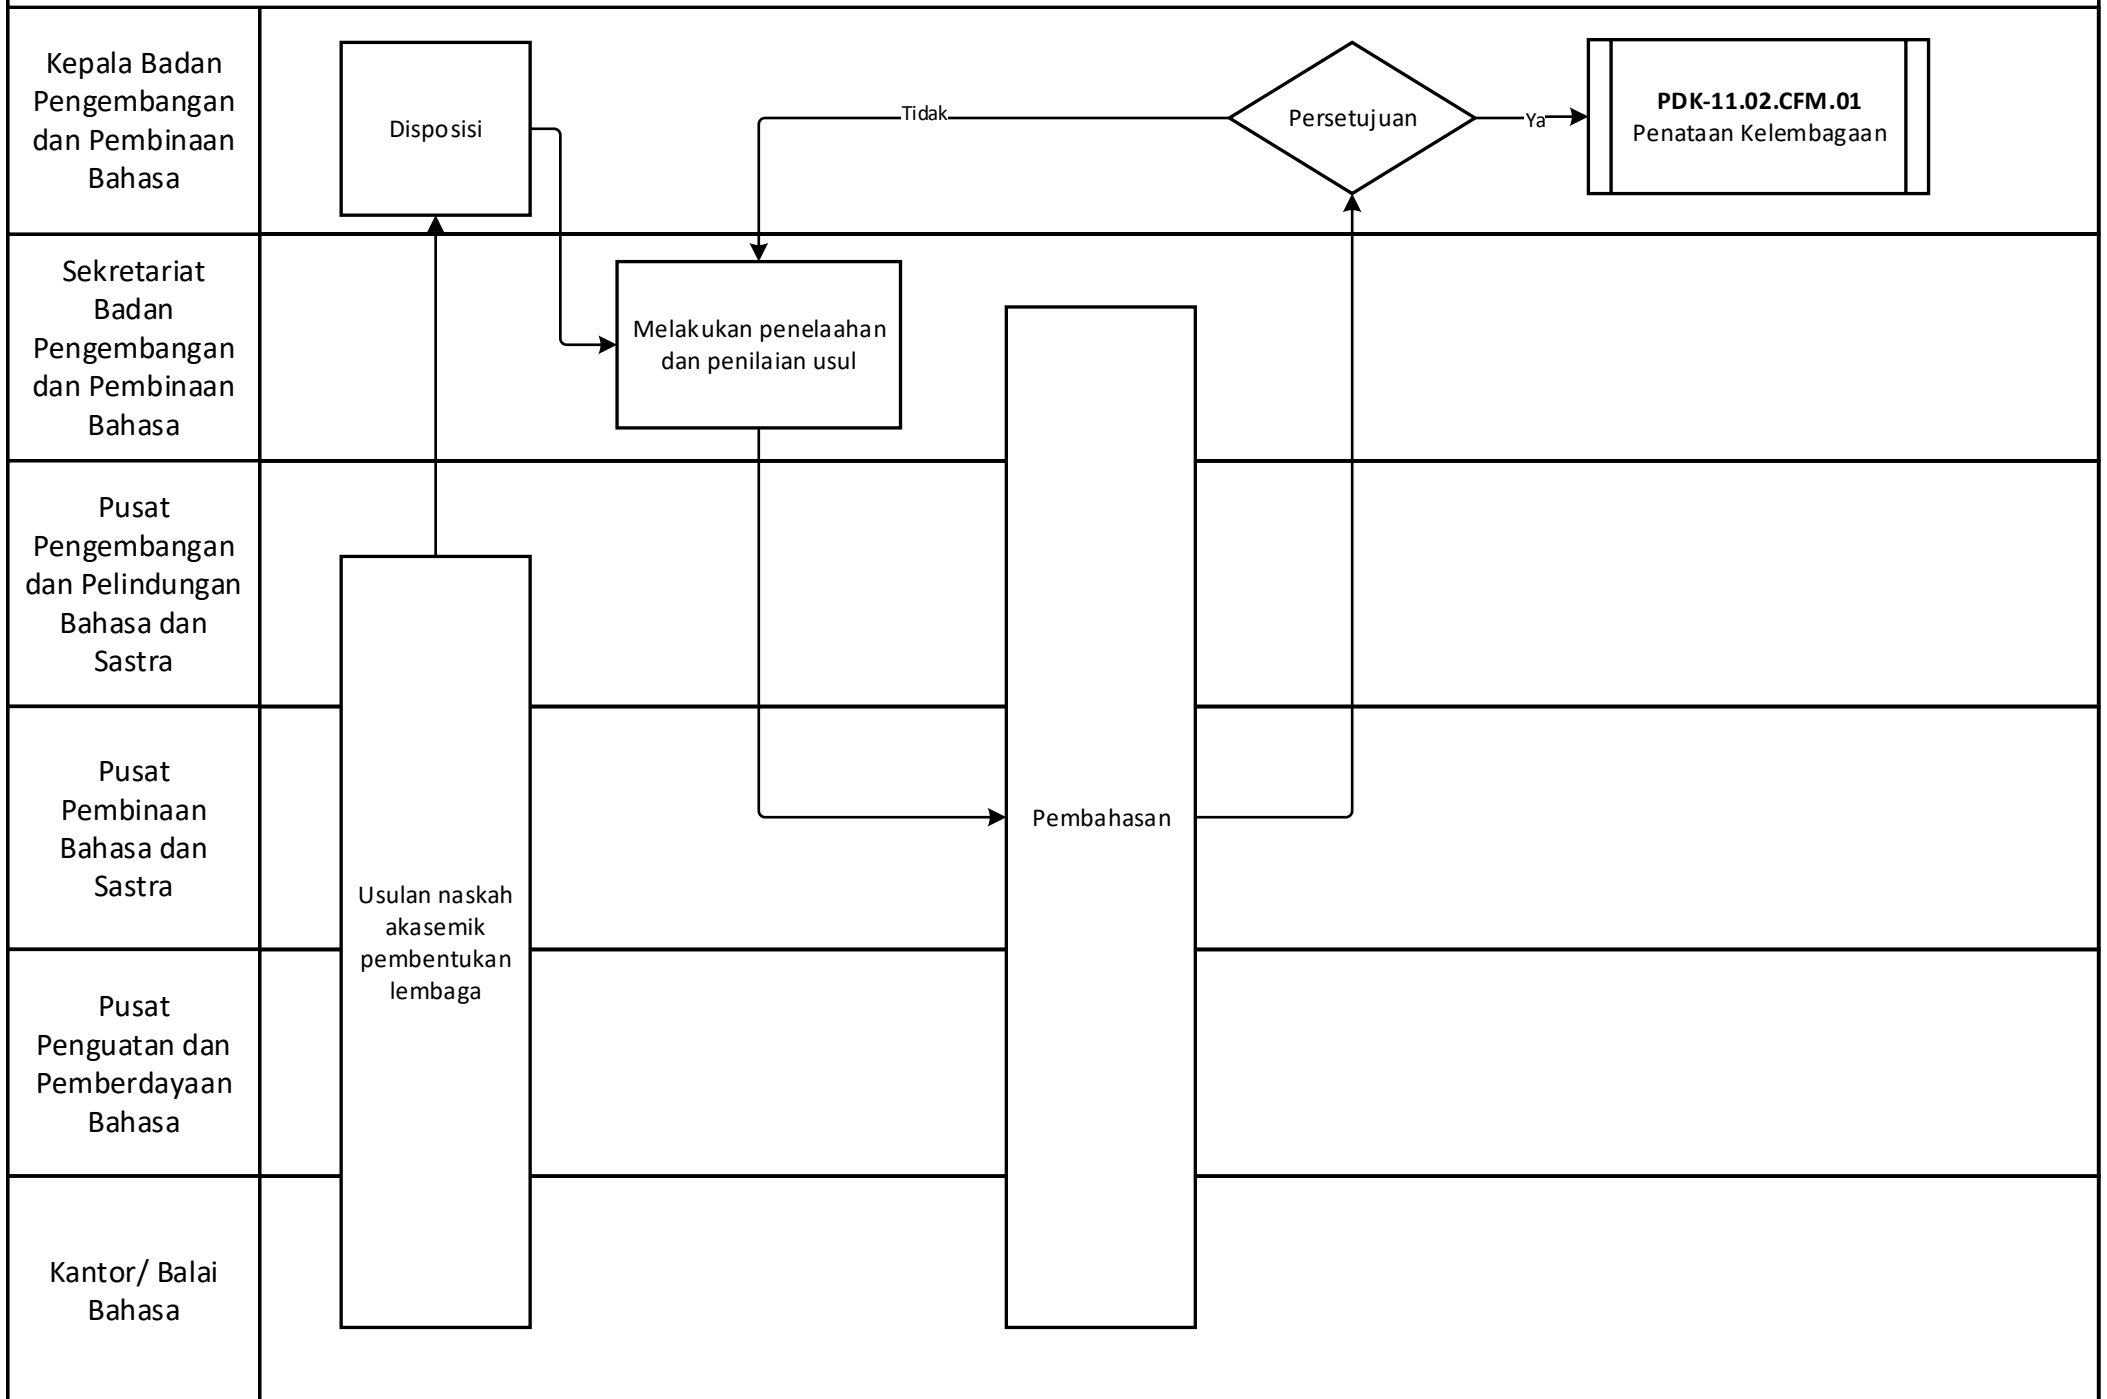 Kepala Badan
Pengembangan
dan Pembinaan
Bahasa
Disposisi
Tidak
Persetujuan
Ya
PDK-11.02.CFM.01
Penataan Kelembagaan
Sekretariat
Badan
Pengembangan
dan Pembinaan
Bahasa
Melakukan penelaahan
dan penilaian usul
Pusat
Pengembangan
dan Pelindungan
Bahasa dan
Sastra
Pusat
Pembinaan
Bahasa dan
Sastra
Usulan naskah
akasemik
pembentukan
lembaga
Pembahasan
Pusat
Penguatan dan
Pemberdayaan
Bahasa
Kantor/ Balai
Bahasa